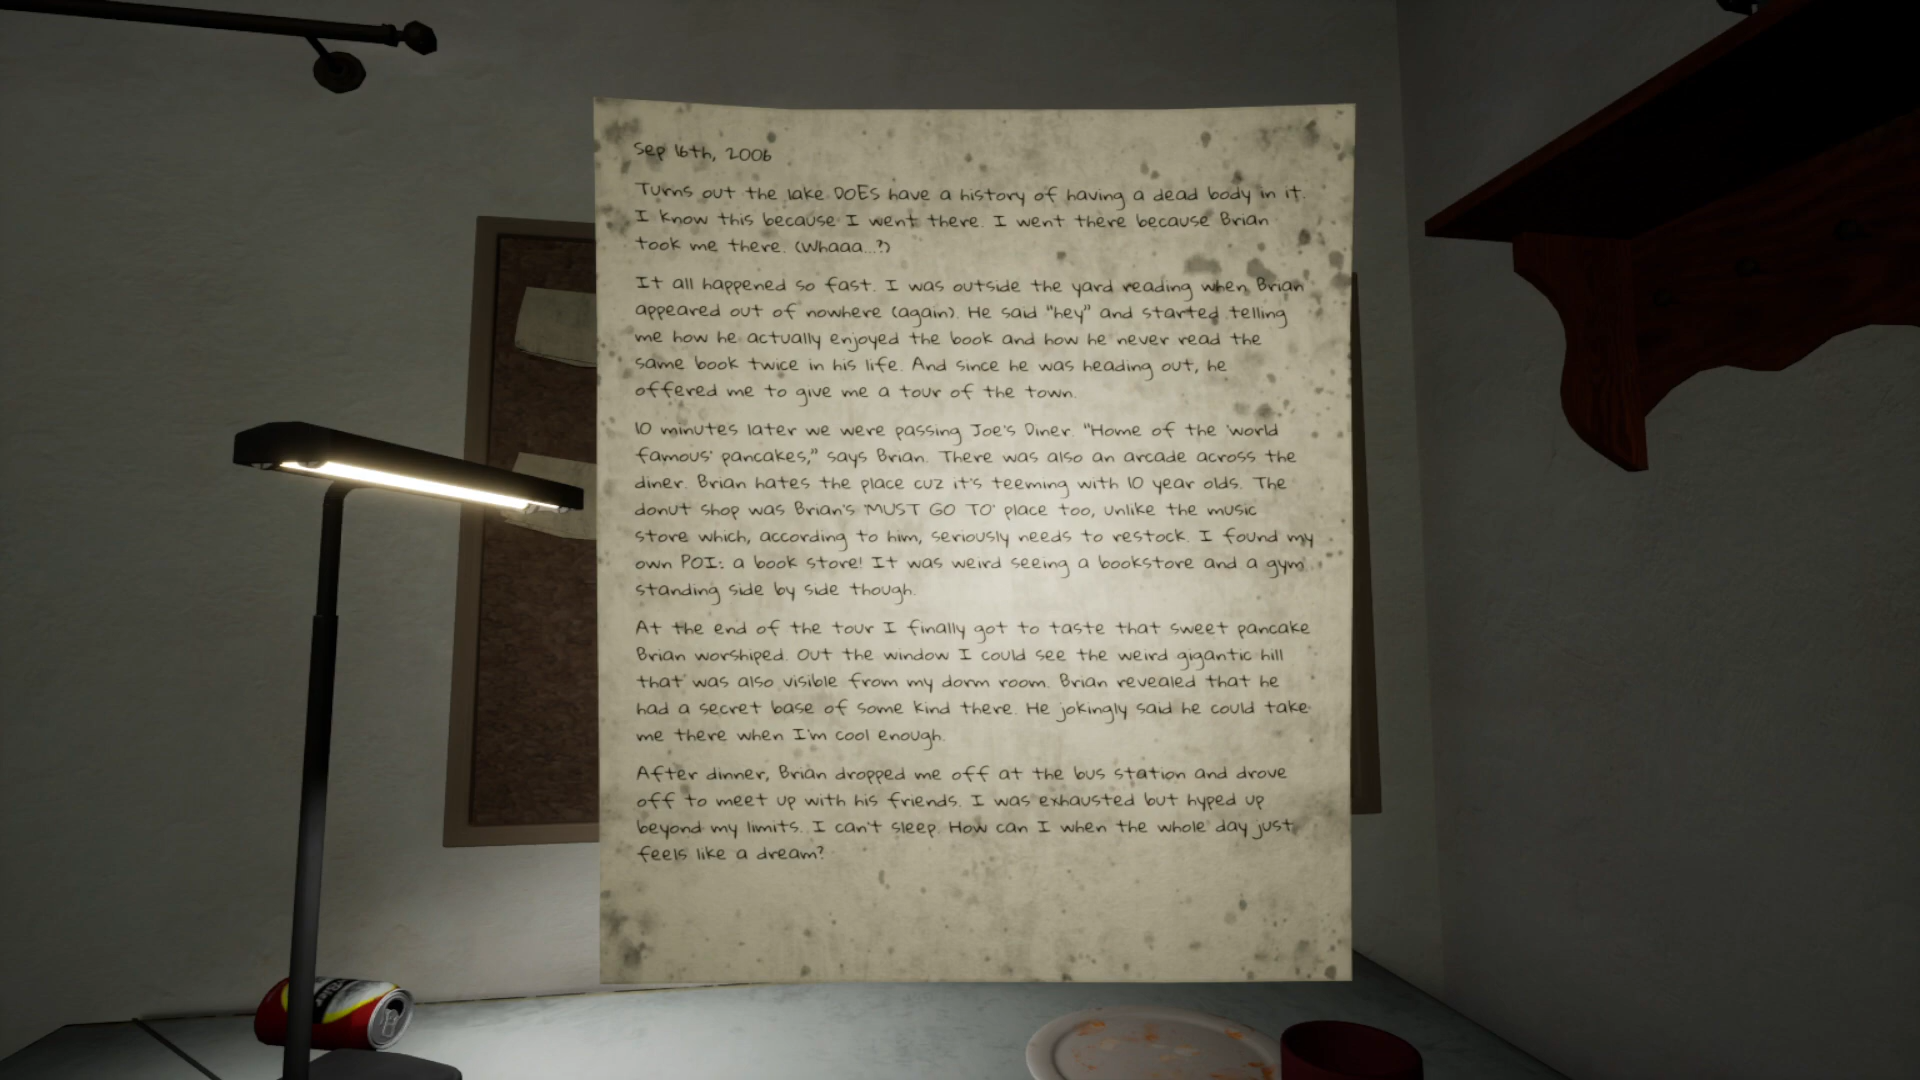 Sep 16th, 2006
Turns out the lake DOES have a history of having a dead body in it.
I know this because I went there. I went there because Brian
took me there. (Whaaa...?)
It all happened so fast. I was outside the yard reading when Brian
appeared out of nowhere (again). He said "hey" and started telling
me how he actually enjoyed the book and how he never read the
same book twice in his life. And since he was heading out, he
offered me to give me a tour of the town.
10 minutes later we were passing Joe's Diner. "Home of the 'world
famous' pancakes," says Brian. There was also an arcade across the
diner. Brian hates the place cuz it's teeming with 10 year olds. The
donut shop was Brian's 'MUST GO TO' place too, unlike the music
store which, according to him, seriously needs to restock. I found my
own POI: a book store! It was weird seeing a bookstore and a gym
standing side by side though.
At the end of the tour I finally got to taste that sweet pancake
Brian worshiped. Out the window I could see the weird gigantic hill
that was also visible from my dorm room. Brian revealed that he
had a secret base of some kind there. He jokingly said he could take
me there when I'm cool enough.
After dinner, Brian dropped me off at the bus station and drove
off to meet up with his friends. I was exhausted but hyped up
beyond my limits. I can't sleep. How can I when the whole day just
feels like a dream?